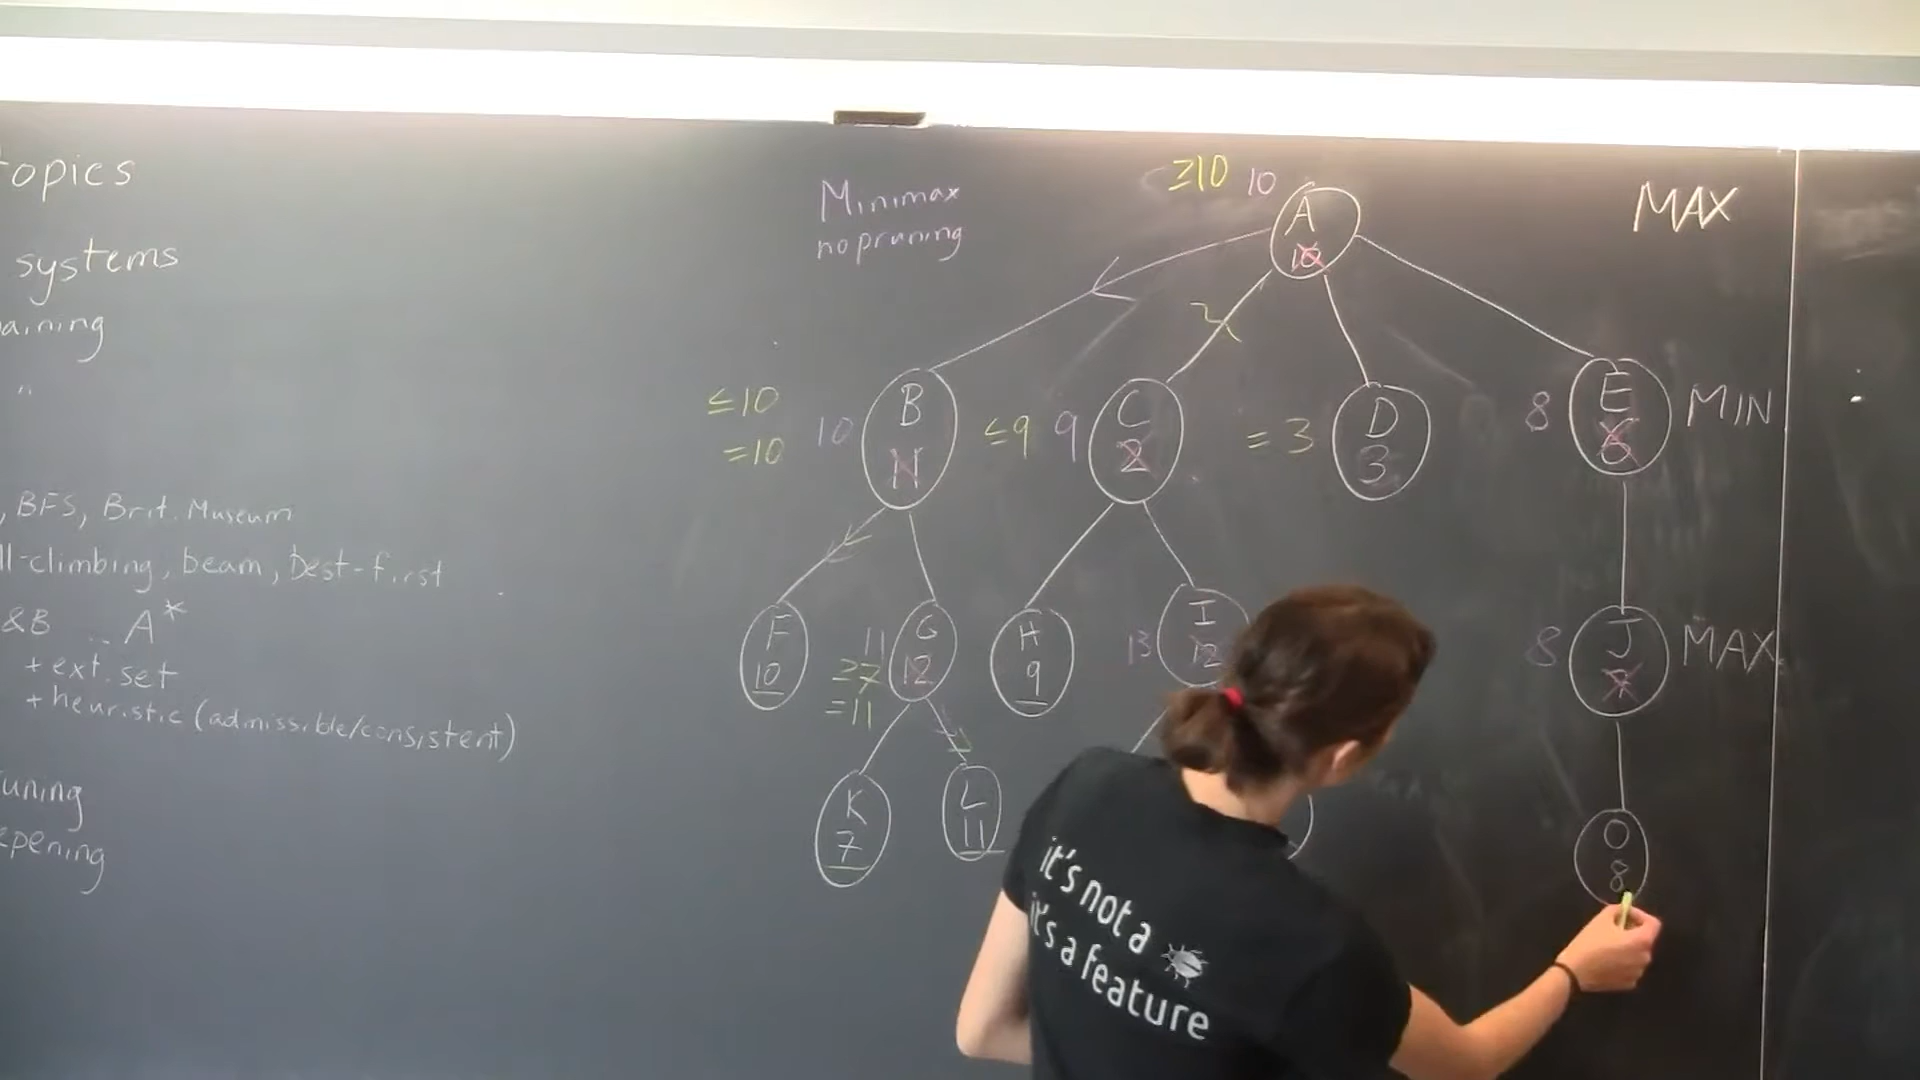 topics
systems
aining
"
, BFS, Brit. Museum
ll-climbing, beam, best-first
&B A*
+ ext. set
+ heuristic (admissible/consistent)
uning
epening
Minimax
no pruning
≥10 10
A
10
MAX
≤10
=10
10
B
≤9 9
C
2
= 3
D
3
8
E
6
MIN
F
10
11
≥7
=11
G
12
H
9
13
I
12
8
J
MAX
K
7
L
11
O
8
it's not a
it's a feature